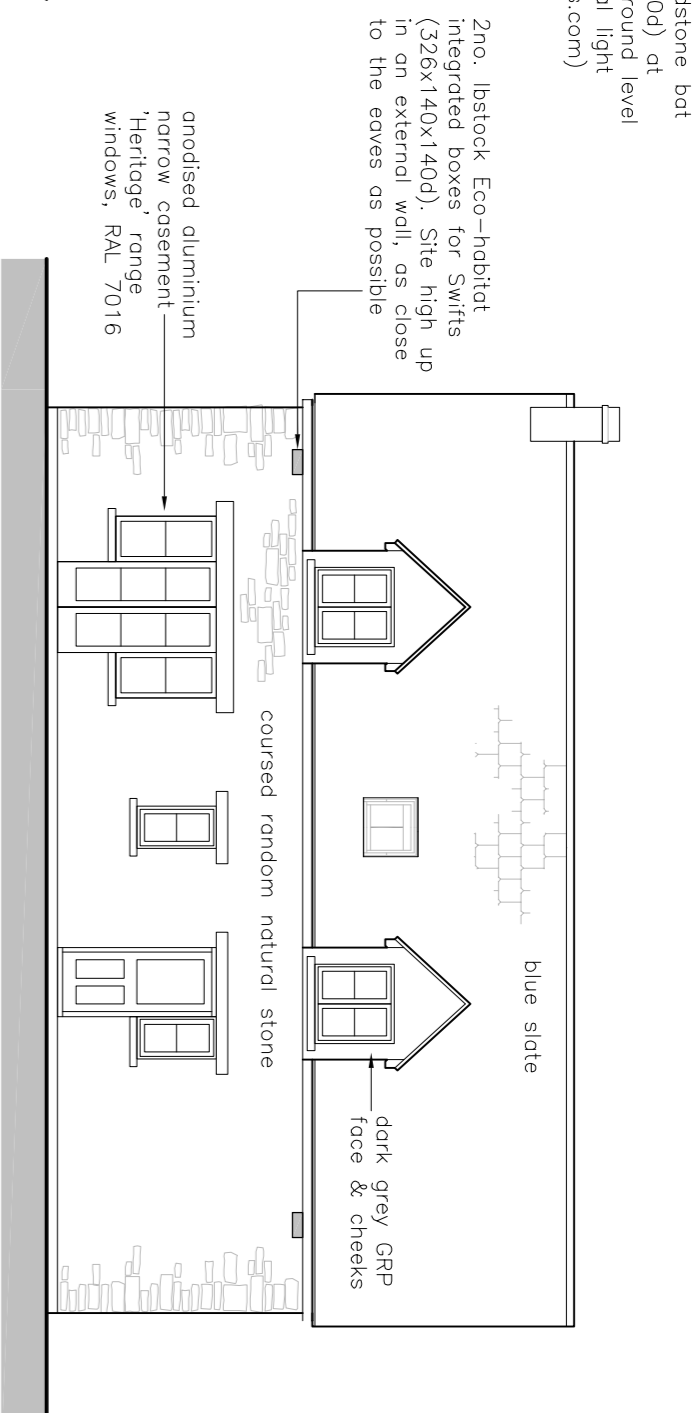 dstone bat
0d) at
round level
al light
s.com)
2no. Ibstock Eco-habitat
integrated boxes for Swifts
(326x140x140d). Site high up
in an external wall, as close
to the eaves as possible
anodised aluminium
narrow casement
'Heritage' range
windows, RAL 7016
blue slate
dark grey GRP
face & cheeks
coursed random natural stone